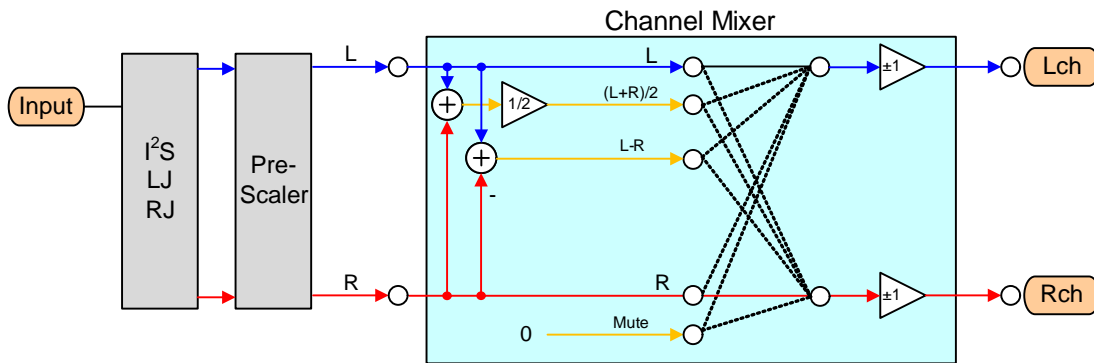 Channel Mixer
L
L
±1
Lch
Input
1/2
(L+R)/2
I²S
LJ
RJ
Pre-
Scaler
L-R
-
R
R
±1
Rch
0
Mute